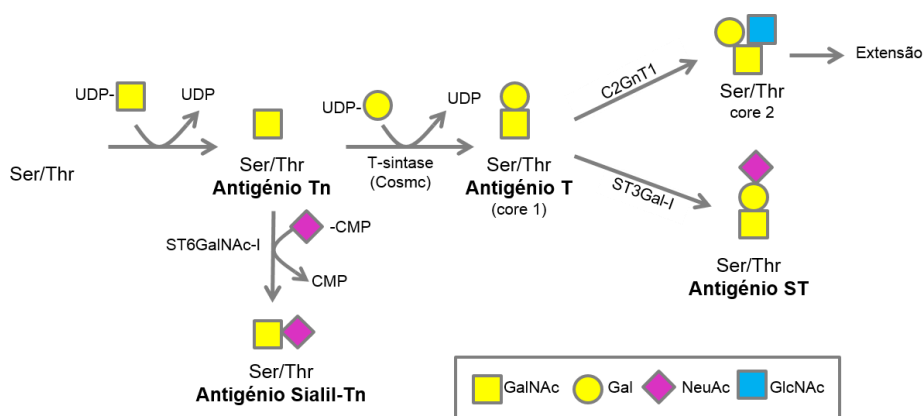 UDP-
UDP
Ser/Thr
Ser/Thr
Antigénio Tn
UDP-
UDP
T-sintase
(Cosmc)
Ser/Thr
Antigénio T
(core 1)
C2GnT1
Ser/Thr
core 2
Extensão
ST3Gal-I
Ser/Thr
Antigénio ST
ST6GalNAc-I
-CMP
CMP
Ser/Thr
Antigénio Sialil-Tn
GalNAc
Gal
NeuAc
GlcNAc